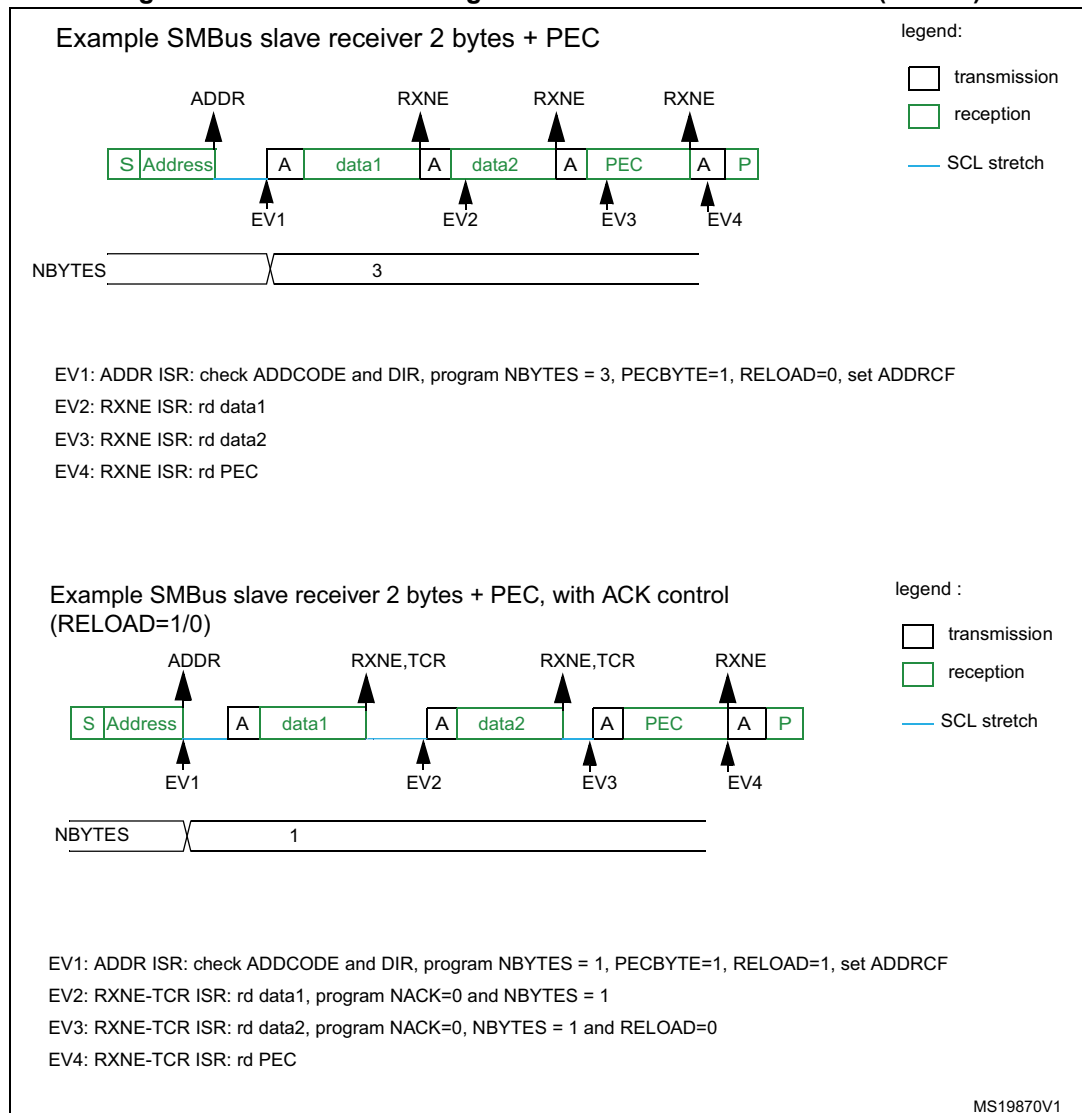 Example SMBus slave receiver 2 bytes + PEC
legend:
transmission
reception
SCL stretch
ADDR RXNE RXNE RXNE
S Address A data1 A data2 A PEC A P
EV1 EV2 EV3 EV4
NBYTES 3
EV1: ADDR ISR: check ADDCODE and DIR, program NBYTES = 3, PECBYTE=1, RELOAD=0, set ADDRCF
EV2: RXNE ISR: rd data1
EV3: RXNE ISR: rd data2
EV4: RXNE ISR: rd PEC
Example SMBus slave receiver 2 bytes + PEC, with ACK control
(RELOAD=1/0)
legend :
transmission
reception
SCL stretch
ADDR RXNE,TCR RXNE,TCR RXNE
S Address A data1 A data2 A PEC A P
EV1 EV2 EV3 EV4
NBYTES 1
EV1: ADDR ISR: check ADDCODE and DIR, program NBYTES = 1, PECBYTE=1, RELOAD=1, set ADDRCF
EV2: RXNE-TCR ISR: rd data1, program NACK=0 and NBYTES = 1
EV3: RXNE-TCR ISR: rd data2, program NACK=0, NBYTES = 1 and RELOAD=0
EV4: RXNE-TCR ISR: rd PEC
MS19870V1